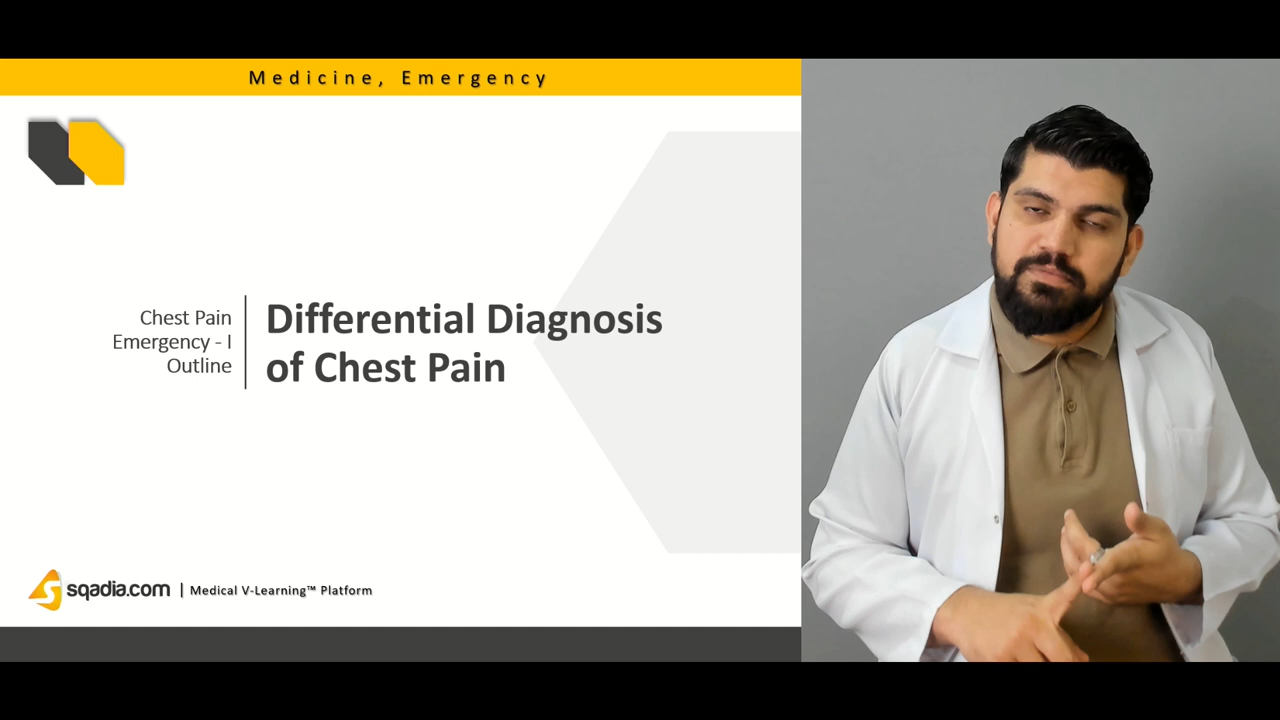 Medicine, Emergency
Chest Pain
Emergency - I
Outline
Differential Diagnosis
of Chest Pain
sqadia.com | Medical V-Learning™ Platform